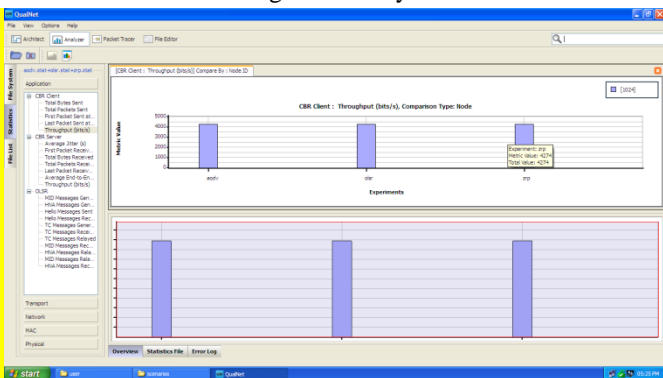 QualNet
File View Options Help
Architect Analyzer Packet Tracer File Editor
File System
Statistics
File List
aodv.stat+olsr.stat+zrp.stat
Application
CBR Client
Total Bytes Sent
Total Packets Sent
First Packet Sent at...
Last Packet Sent at...
Throughput (bits/s)
CBR Server
Average Jitter (s)
First Packet Receiv...
Total Bytes Received
Total Packets Recei...
Last Packet Receiv...
Average End-to-En...
Throughput (bits/s)
OLSR
MID Messages Gen...
HNA Messages Gen...
Hello Messages Sent
Hello Messages Rec...
TC Messages Gener...
TC Messages Recei...
TC Messages Relayed
MID Messages Rec...
HNA Messages Rela...
MID Messages Rela...
HNA Messages Rec...
Transport
Network
MAC
Physical
[CBR Client : Throughput (bits/s)] Compare By : Node ID
[1024]
CBR Client : Throughput (bits/s), Comparison Type: Node
Metric Value
5000
4000
3000
2000
1000
0
aodv olsr zrp
Experiment: zrp
Metric Value: 4274
Total Value: 4274
Experiments
Overview Statistics File Error Log
start user scenarios QualNet 05:25 PM